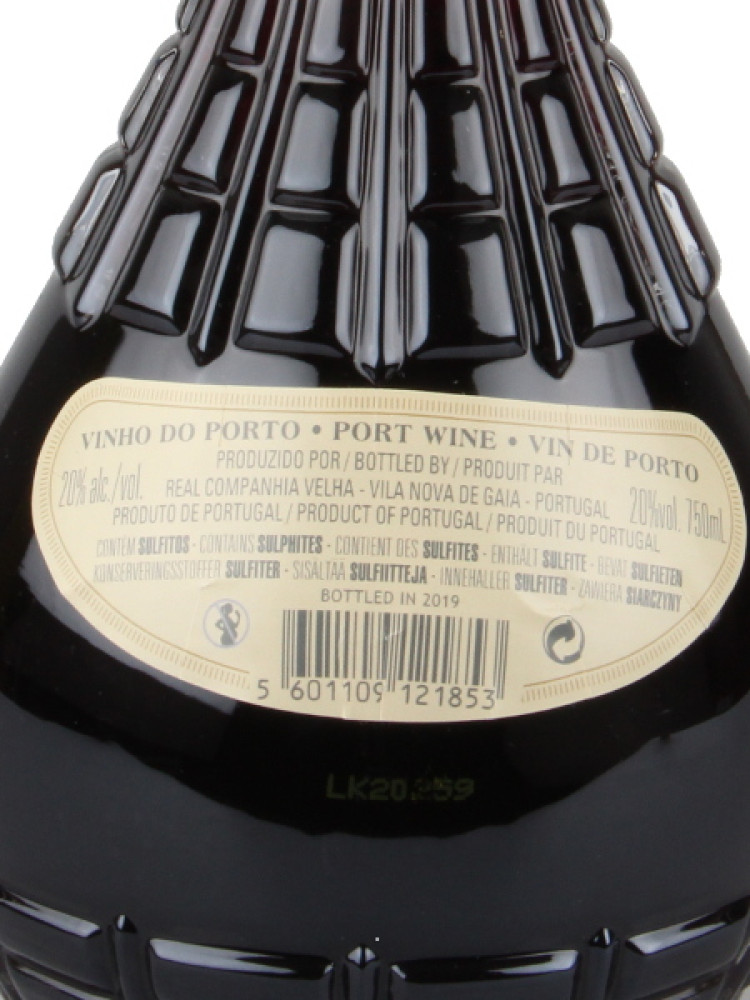 VINHO DO PORTO • PORT WINE • VIN DE PORTO
PRODUZIDO POR / BOTTLED BY / PRODUIT PAR
20% alc./vol. REAL COMPANHIA VELHA - VILA NOVA DE GAIA - PORTUGAL 20%vol. 750mL
PRODUTO DE PORTUGAL / PRODUCT OF PORTUGAL / PRODUIT DU PORTUGAL
CONTÉM SULFITOS - CONTAINS SULPHITES - CONTIENT DES SULFITES - ENTHÄLT SULFITE - BEVAT SULFIETEN
KONSERVERINGSSTOFFER SULFITER - SISÄLTÄÄ SULFIITTEJA - INNEHÅLLER SULFITER - ZAWIERA SIARCZYNY
BOTTLED IN 2019
5 601109 121853
LK20259